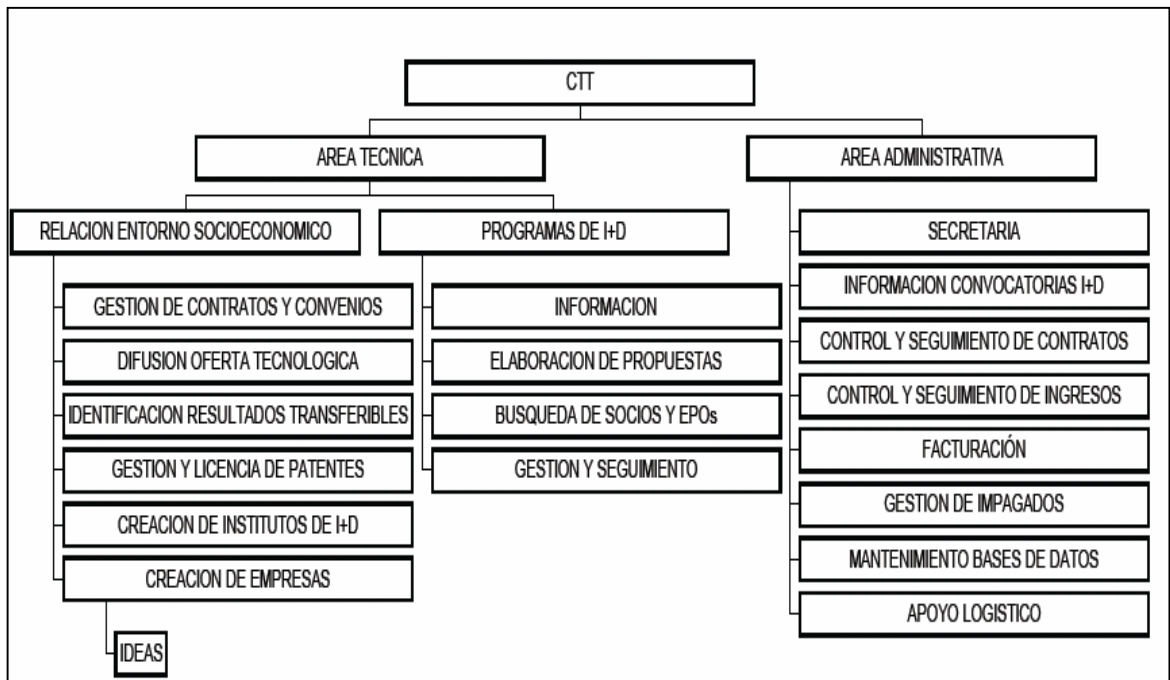 CTT
AREA TECNICA
AREA ADMINISTRATIVA
RELACION ENTORNO SOCIOECONOMICO
PROGRAMAS DE I+D
GESTION DE CONTRATOS Y CONVENIOS
DIFUSION OFERTA TECNOLOGICA
IDENTIFICACION RESULTADOS TRANSFERIBLES
GESTION Y LICENCIA DE PATENTES
CREACION DE INSTITUTOS DE I+D
CREACION DE EMPRESAS
IDEAS
INFORMACION
ELABORACION DE PROPUESTAS
BUSQUEDA DE SOCIOS Y EPOs
GESTION Y SEGUIMIENTO
SECRETARIA
INFORMACION CONVOCATORIAS I+D
CONTROL Y SEGUIMIENTO DE CONTRATOS
CONTROL Y SEGUIMIENTO DE INGRESOS
FACTURACIÓN
GESTION DE IMPAGADOS
MANTENIMIENTO BASES DE DATOS
APOYO LOGISTICO